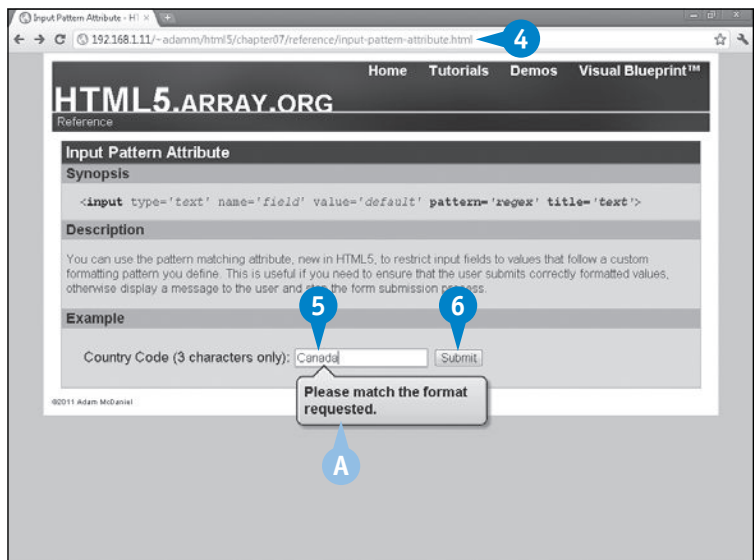 Input Pattern Attribute - HT
192.168.1.11/~adamm/html5/chapter07/reference/input-pattern-attribute.html
4
Home Tutorials Demos Visual Blueprint™
HTML5.ARRAY.ORG
Reference
Input Pattern Attribute
Synopsis
<input type='text' name='field' value='default' pattern='regex' title='text'>
Description
You can use the pattern matching attribute, new in HTML5, to restrict input fields to values that follow a custom
formatting pattern you define. This is useful if you need to ensure that the user submits correctly formatted values,
otherwise display a message to the user and stop the form submission process.
Example
5
6
Country Code (3 characters only): Canada Submit
Please match the format
requested.
©2011 Adam McDaniel
A